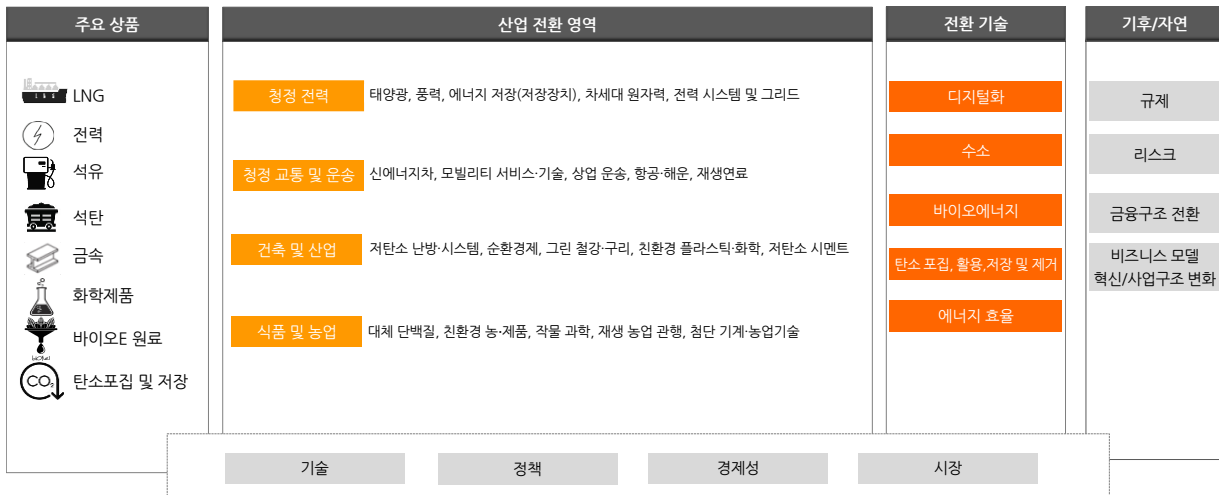 주요 상품
LNG
전력
석유
석탄
금속
화학제품
바이오E 원료
biofuel
CO₂
탄소포집 및 저장
산업 전환 영역
청정 전력
태양광, 풍력, 에너지 저장(저장장치), 차세대 원자력, 전력 시스템 및 그리드
청정 교통 및 운송
신에너지차, 모빌리티 서비스·기술, 상업 운송, 항공·해운, 재생연료
건축 및 산업
저탄소 난방·시스템, 순환경제, 그린 철강·구리, 친환경 플라스틱·화학, 저탄소 시멘트
식품 및 농업
대체 단백질, 친환경 농·제품, 작물 과학, 재생 농업 관행, 첨단 기계·농업기술
전환 기술
디지털화
수소
바이오에너지
탄소 포집, 활용,저장 및 제거
에너지 효율
기후/자연
규제
리스크
금융구조 전환
비즈니스 모델
혁신/사업구조 변화
기술
정책
경제성
시장